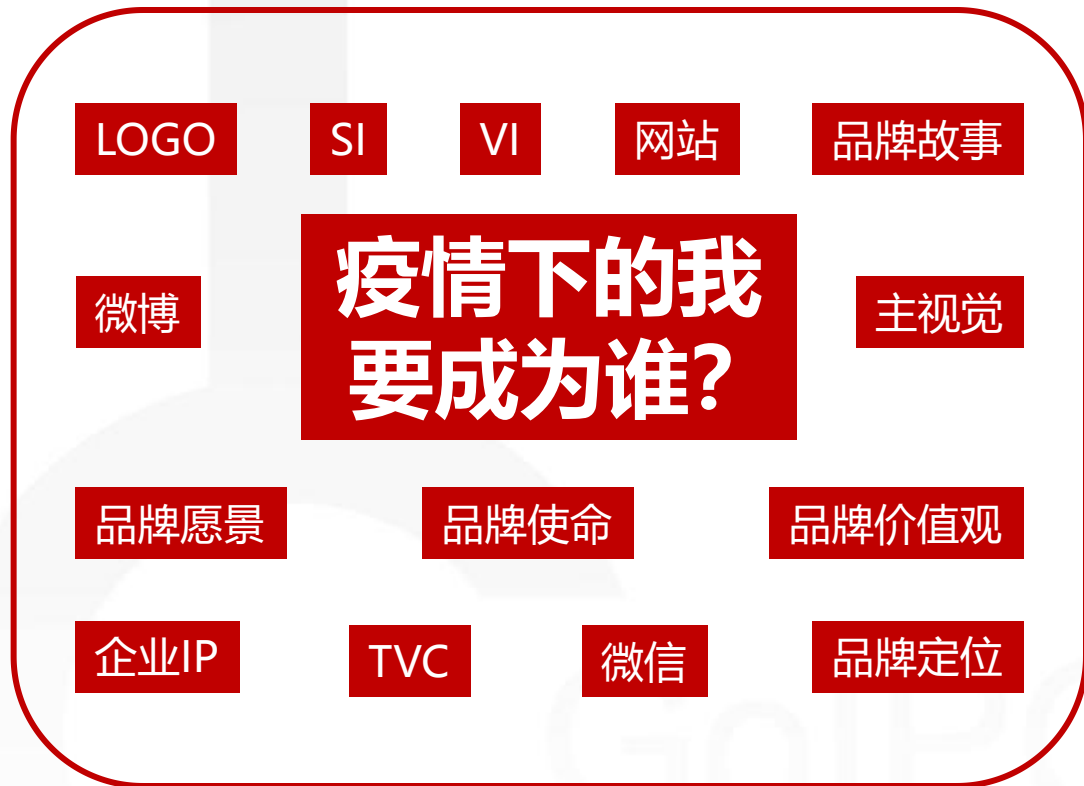 LOGO SI VI 网站 品牌故事
疫情下的我
要成为谁?
微博
主视觉
品牌愿景 品牌使命 品牌价值观
企业IP TVC 微信 品牌定位